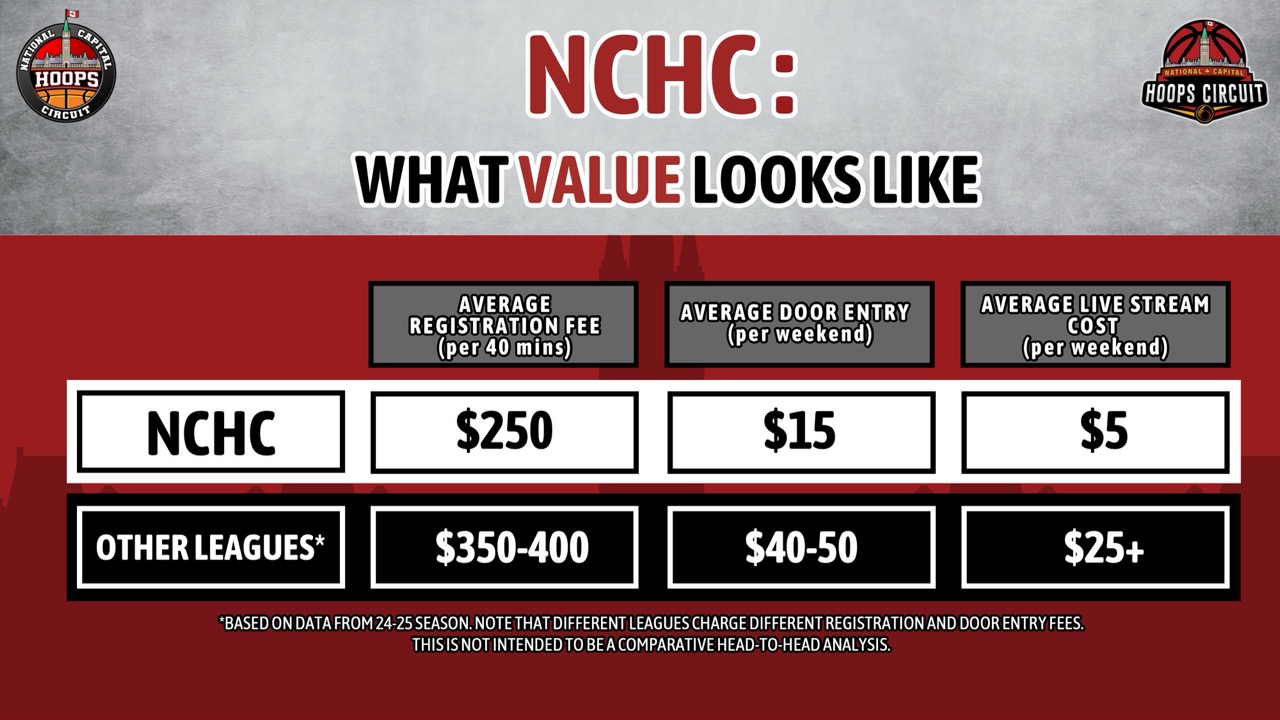 NATIONAL CAPITAL
HOOPS
CIRCUIT
NATIONAL CAPITAL
HOOPS CIRCUIT
NCHC:
WHAT VALUE LOOKS LIKE
AVERAGE
REGISTRATION FEE
(per 40 mins)
AVERAGE DOOR ENTRY
(per weekend)
AVERAGE LIVE STREAM
COST
(per weekend)
NCHC
$250
$15
$5
OTHER LEAGUES*
$350-400
$40-50
$25+
*BASED ON DATA FROM 24-25 SEASON. NOTE THAT DIFFERENT LEAGUES CHARGE DIFFERENT REGISTRATION AND DOOR ENTRY FEES.
THIS IS NOT INTENDED TO BE A COMPARATIVE HEAD-TO-HEAD ANALYSIS.